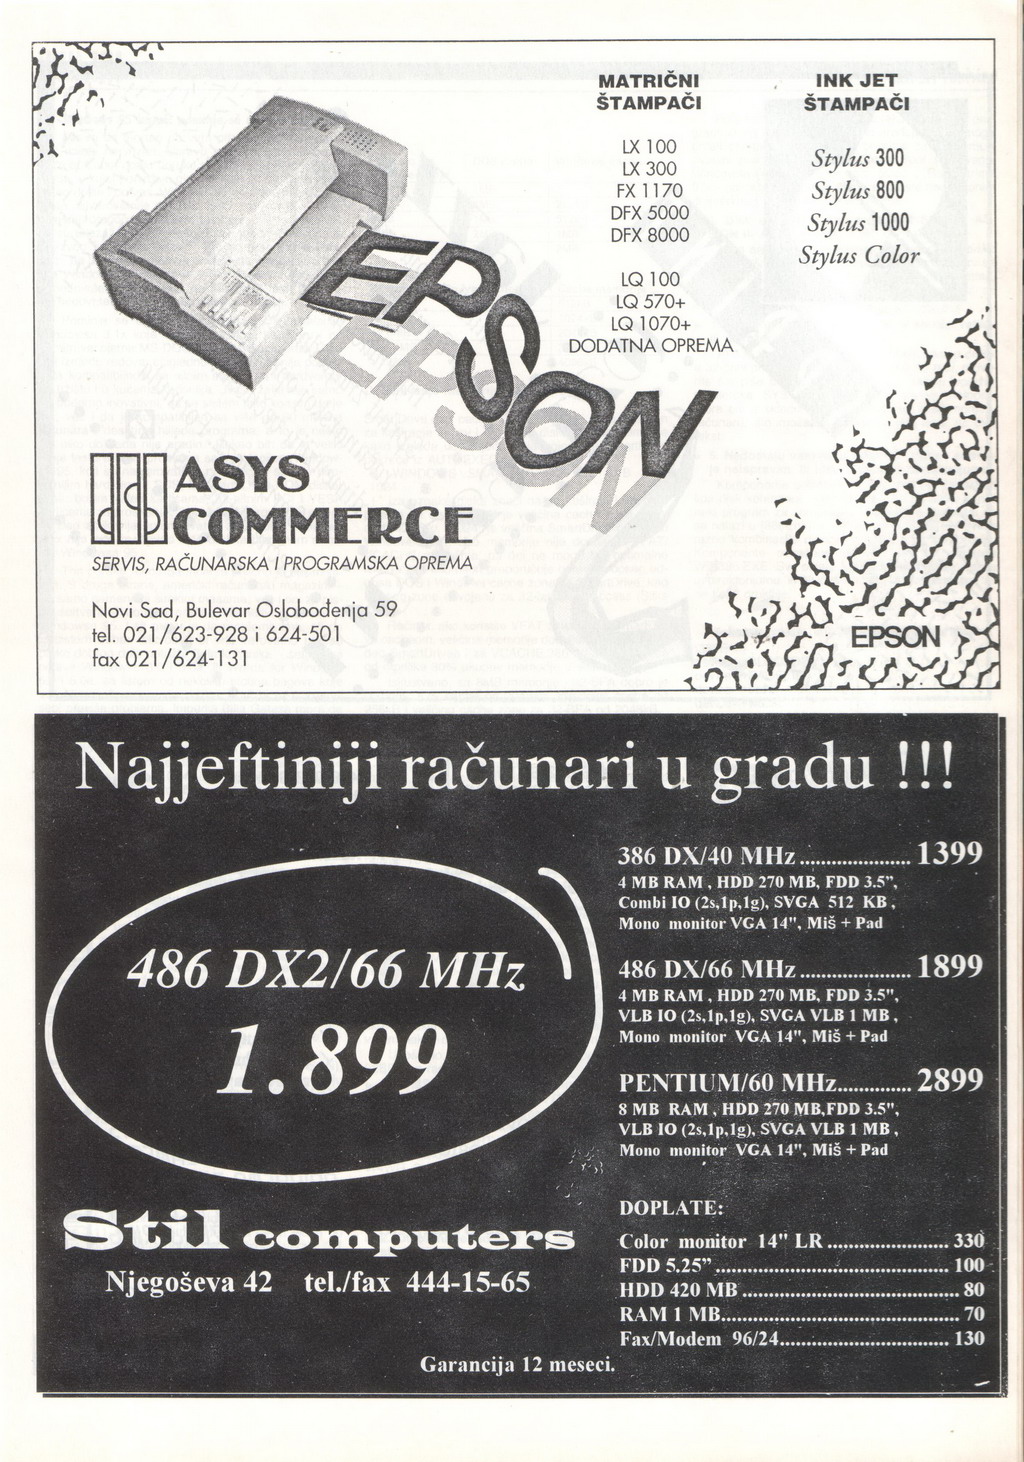 MATRIČNI
ŠTAMPAČI
LX 100
LX 300
FX 1170
DFX 5000
DFX 8000
LQ 100
LQ 570+
LQ 1070+
DODATNA OPREMA
INK JET
ŠTAMPAČI
Stylus 300
Stylus 800
Stylus 1000
Stylus Color
EPSON
EPSON
ASYS
COMMERCE
SERVIS, RAČUNARSKA I PROGRAMSKA OPREMA
Novi Sad, Bulevar Oslobođenja 59
tel. 021/623-928 i 624-501
fax 021/624-131
EPSON
Najjeftiniji računari u gradu !!!
486 DX2/66 MHz
1.899
Stil computers
Njegoševa 42 tel./fax 444-15-65
386 DX/40 MHz ...................... 1399
4 MB RAM , HDD 270 MB, FDD 3.5",
Combi IO (2s,1p,1g), SVGA 512 KB ,
Mono monitor VGA 14", Miš + Pad
486 DX/66 MHz ...................... 1899
4 MB RAM , HDD 270 MB, FDD 3.5",
VLB IO (2s,1p,1g), SVGA VLB 1 MB ,
Mono monitor VGA 14", Miš + Pad
PENTIUM/60 MHz............... 2899
8 MB RAM , HDD 270 MB,FDD 3.5",
VLB IO (2s,1p,1g), SVGA VLB 1 MB ,
Mono monitor VGA 14", Miš + Pad
DOPLATE:
Color monitor 14" LR ......................... 330
FDD 5.25" ................................................ 100
HDD 420 MB ............................................ 80
RAM 1 MB................................................. 70
Fax/Modem 96/24................................... 130
Garancija 12 meseci.